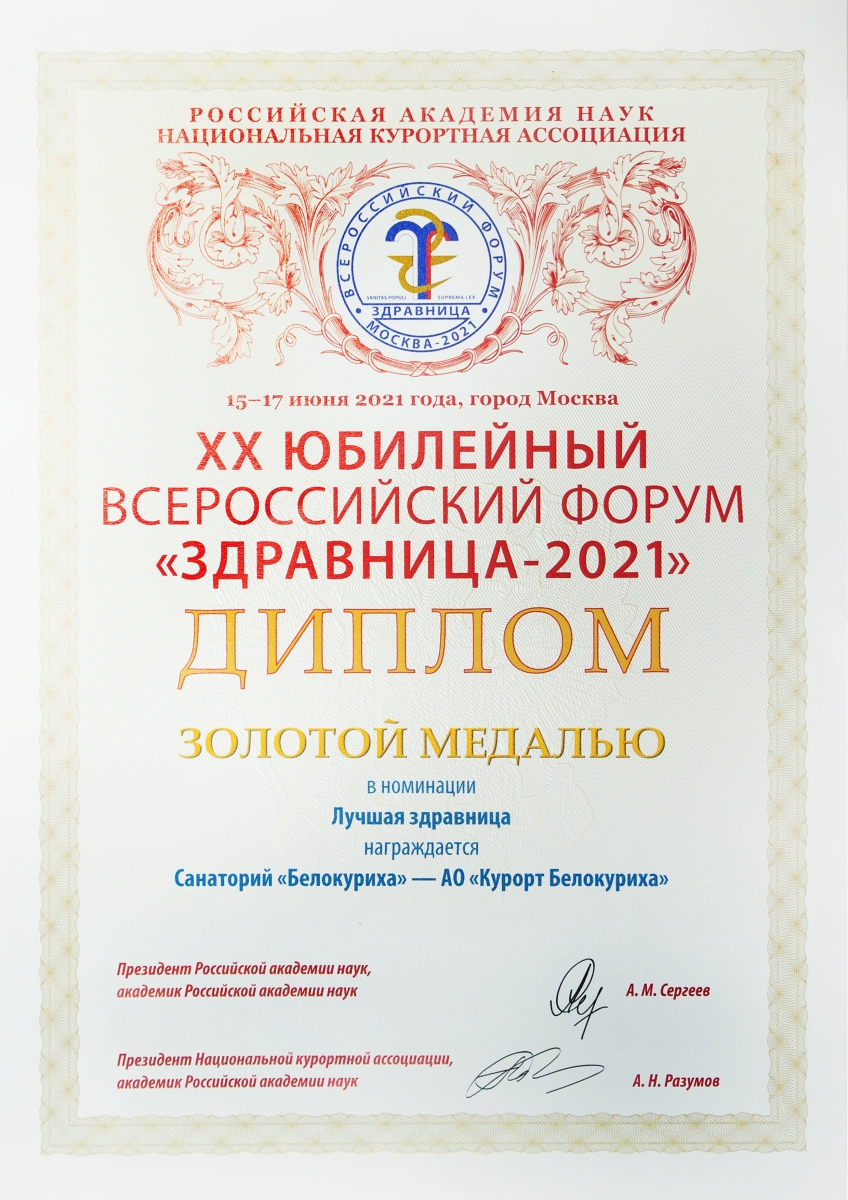 РОССИЙСКАЯ АКАДЕМИЯ НАУК
НАЦИОНАЛЬНАЯ КУРОРТНАЯ АССОЦИАЦИЯ
ВСЕРОССИЙСКИЙ ФОРУМ
SANITAS POPULI SUPREMA LEX
ЗДРАВНИЦА
МОСКВА-2021
15–17 июня 2021 года, город Москва
XX ЮБИЛЕЙНЫЙ
ВСЕРОССИЙСКИЙ ФОРУМ
«ЗДРАВНИЦА-2021»
ДИПЛОМ
ЗОЛОТОЙ МЕДАЛЬЮ
в номинации
Лучшая здравница
награждается
Санаторий «Белокуриха» — АО «Курорт Белокуриха»
Президент Российской академии наук,
академик Российской академии наук А. М. Сергеев
Президент Национальной курортной ассоциации,
академик Российской академии наук А. Н. Разумов